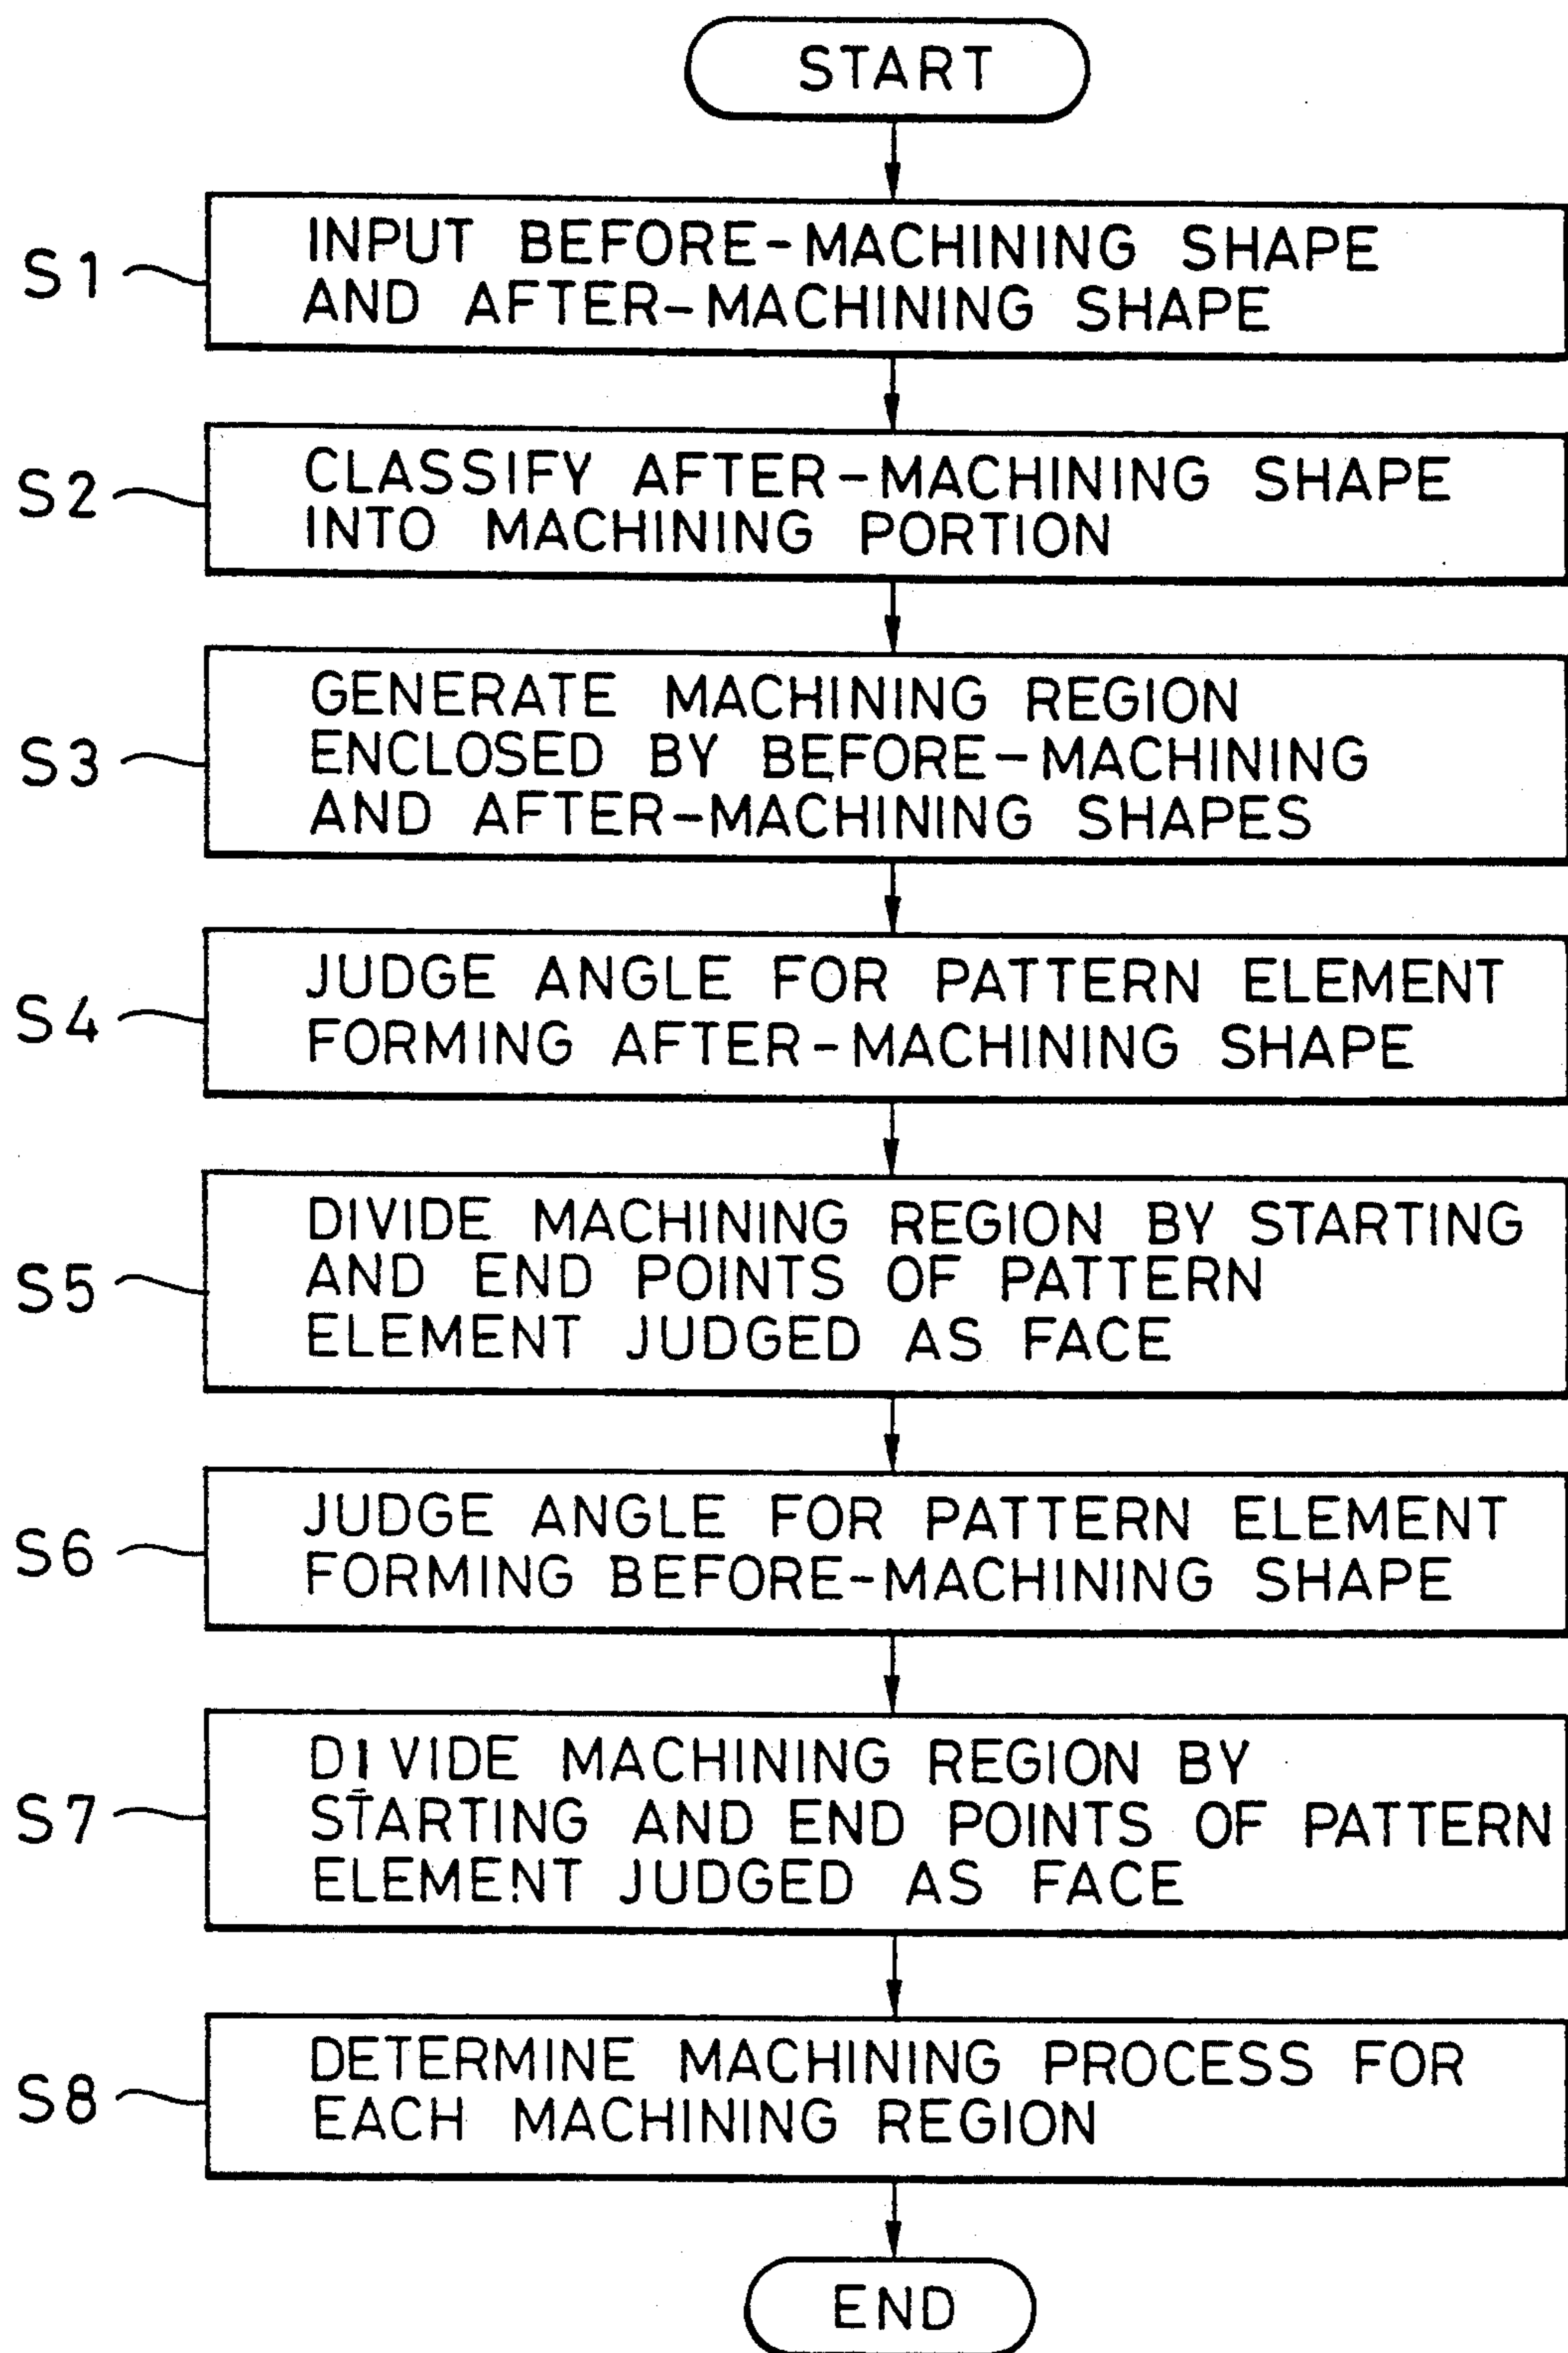 START
S1
INPUT BEFORE-MACHINING SHAPE
AND AFTER-MACHINING SHAPE
S2
CLASSIFY AFTER-MACHINING SHAPE
INTO MACHINING PORTION
S3
GENERATE MACHINING REGION
ENCLOSED BY BEFORE-MACHINING
AND AFTER-MACHINING SHAPES
S4
JUDGE ANGLE FOR PATTERN ELEMENT
FORMING AFTER-MACHINING SHAPE
S5
DIVIDE MACHINING REGION BY STARTING
AND END POINTS OF PATTERN
ELEMENT JUDGED AS FACE
S6
JUDGE ANGLE FOR PATTERN ELEMENT
FORMING BEFORE-MACHINING SHAPE
S7
DIVIDE MACHINING REGION BY
STARTING AND END POINTS OF PATTERN
ELEMENT JUDGED AS FACE
S8
DETERMINE MACHINING PROCESS FOR
EACH MACHINING REGION
END